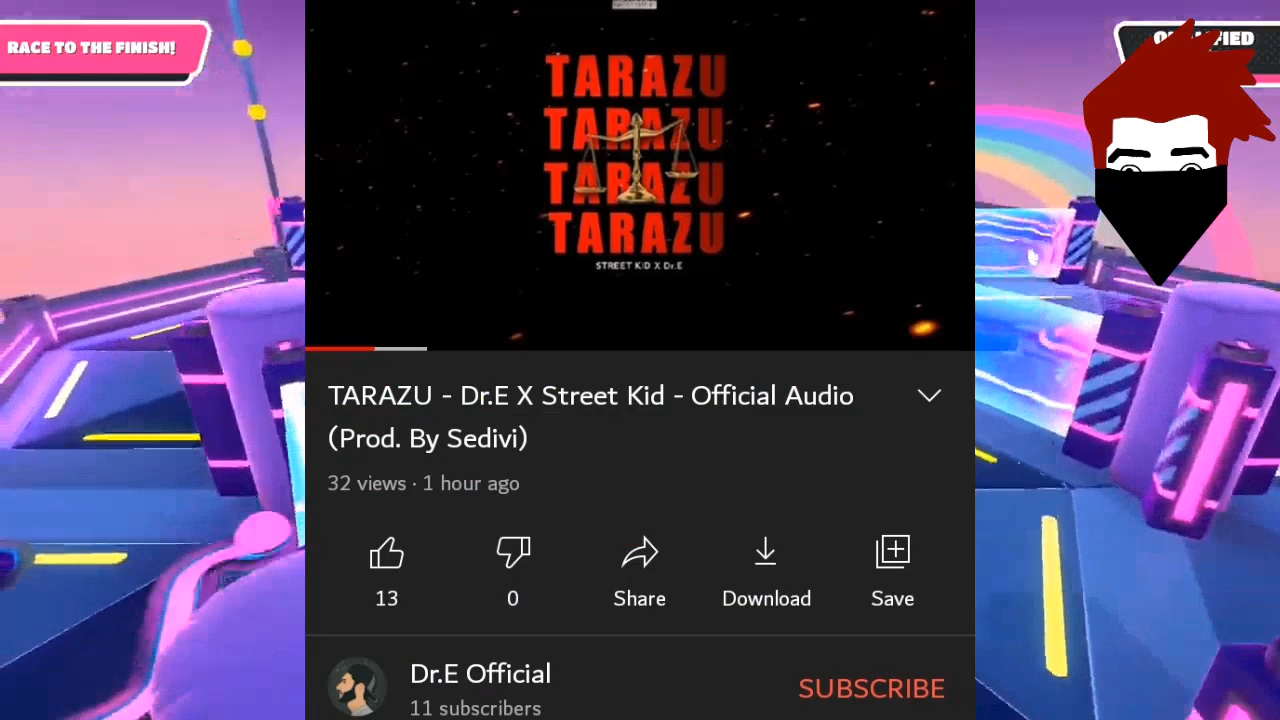 RACE TO THE FINISH!
TARAZU
TARAZU
TARAZU
TARAZU
STREET KID X Dr.E
TARAZU - Dr.E X Street Kid - Official Audio
(Prod. By Sedivi)
32 views · 1 hour ago
13
0
Share
Download
Save
Dr.E Official
SUBSCRIBE
11 subscribers